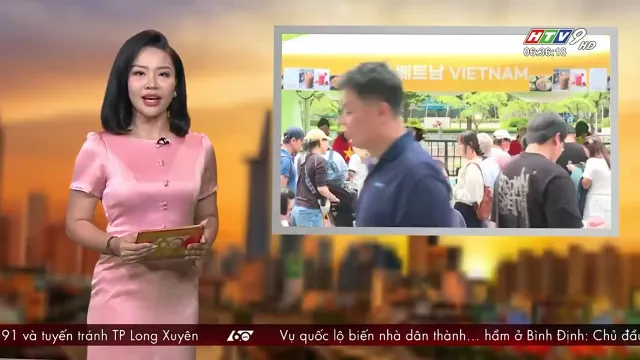 HTV9 HD
06:36:18
베트남 VIETNAM
91 và tuyến tránh TP Long Xuyên 60 Vụ quốc lộ biến nhà dân thành... hầm ở Bình Định: Chủ đầ